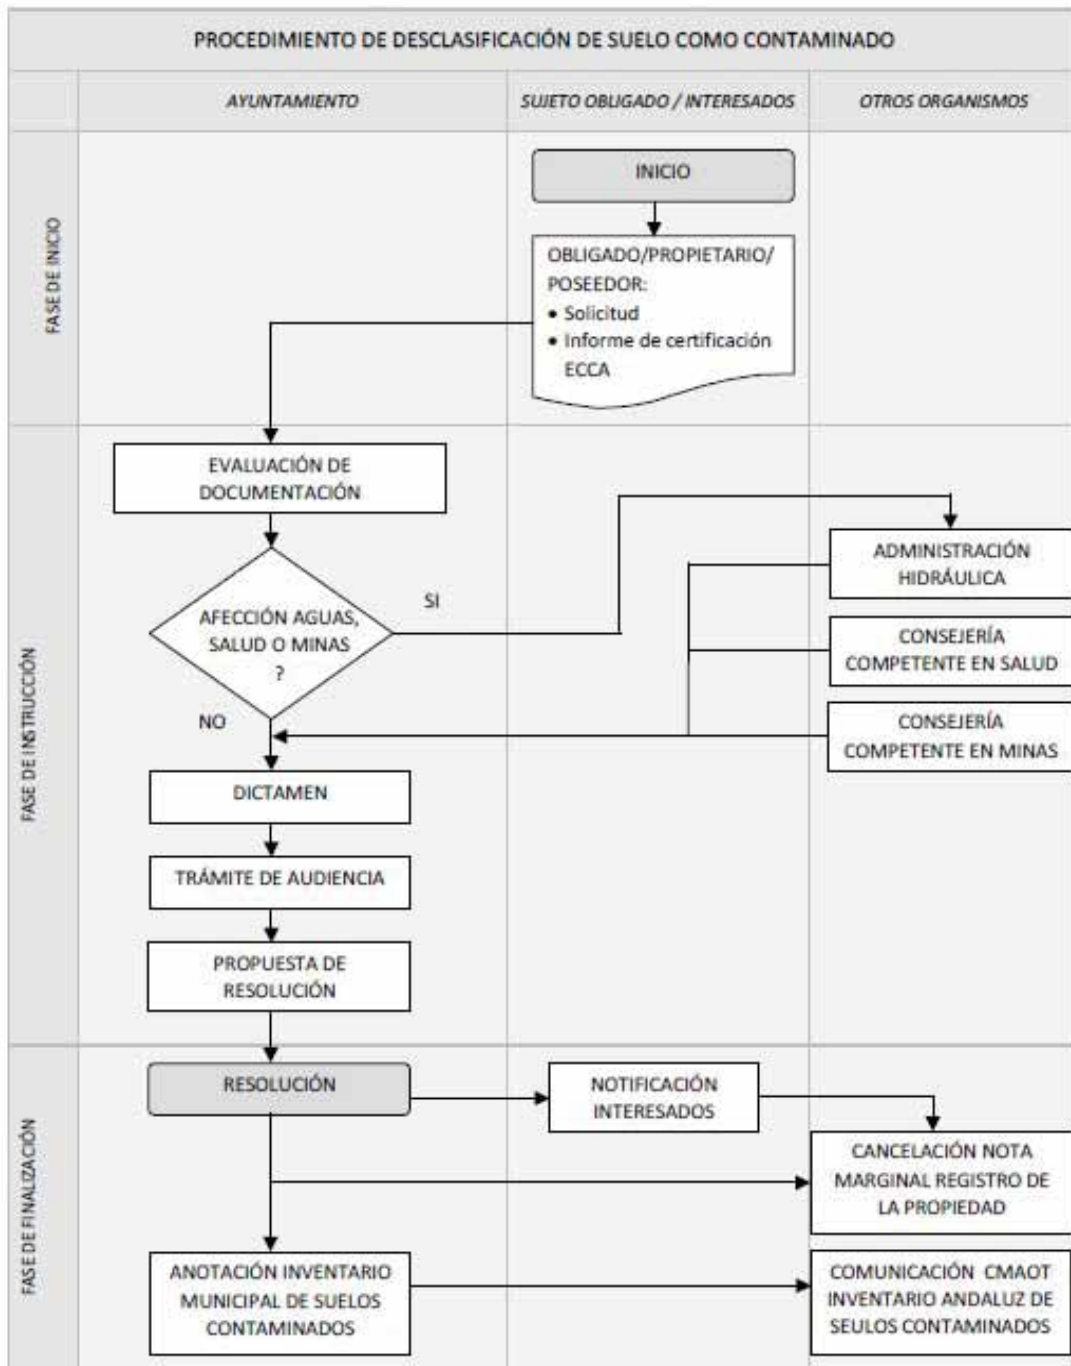 PROCEDIMIENTO DE DESCLASIFICACIÓN DE SUELO COMO CONTAMINADO
AYUNTAMIENTO
SUJETO OBLIGADO / INTERESADOS
OTROS ORGANISMOS
FASE DE INICIO
INICIO
OBLIGADO/PROPIETARIO/
POSEEDOR:
• Solicitud
• Informe de certificación
ECCA
FASE DE INSTRUCCIÓN
EVALUACIÓN DE
DOCUMENTACIÓN
AFECCIÓN AGUAS,
SALUD O MINAS
?
SI
NO
ADMINISTRACIÓN
HIDRÁULICA
CONSEJERÍA
COMPETENTE EN SALUD
CONSEJERÍA
COMPETENTE EN MINAS
DICTAMEN
TRÁMITE DE AUDIENCIA
PROPUESTA DE
RESOLUCIÓN
FASE DE FINALIZACIÓN
RESOLUCIÓN
NOTIFICACIÓN
INTERESADOS
CANCELACIÓN NOTA
MARGINAL REGISTRO DE
LA PROPIEDAD
ANOTACIÓN INVENTARIO
MUNICIPAL DE SUELOS
CONTAMINADOS
COMUNICACIÓN CMAOT
INVENTARIO ANDALUZ DE
SEULOS CONTAMINADOS